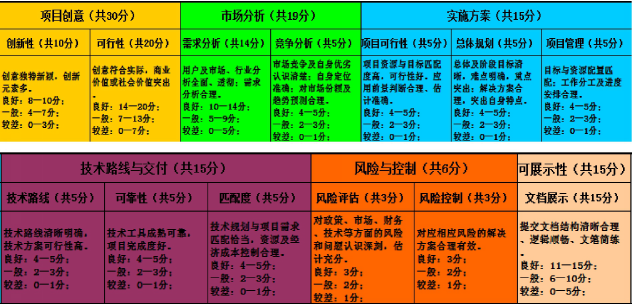 项目创意（共30分）
市场分析（共19分）
实施方案（共15分）
创新性（共10分）
可行性（共20分）
需求分析（共14分）
竞争分析（共5分）
项目可行性（共5分）
总体规划（共5分）
项目管理（共5分）
创意独特新颖，创新
元素多。
良好：8—10分；
一般：4—7分；
较差：0—3分；
创意符合实际，商业
价值或社会价值突出
。
良好：14—20分；
一般：7—13分；
较差：0—7分；
用户及市场、行业分
析全面、进彻；需求
分析合理。
良好：10—14分；
一般：5—9分；
较差：0—5分；
市场竞争及自身优劣
认识清楚；自身定位
准确；对市场份额及
趋势预测合理。
良好：4—5分；
一般：2—3分；
较差：0—1分；
项目资源与目标匹配
度高，可行性好。应
用前景判断合理、估
计准确。
良好：4—5分；
一般：2—3分；
较差：0—1分；
总体及阶段目标清
晰，难点明确，重点
突出；解决方案合
理，突出自身特点。
良好：4—5分；
一般：2—3分；
较差：0—1分；
目标与资源配置匹
配；工作分工及进度
安排合理。
良好：4—5分；
一般：2—3分；
较差：0—1分；
技术路线与交付（共15分）
风险与控制（共6分）
可展示性（共15分）
技术路线（共5分）
可靠性（共5分）
匹配度（共5分）
风险评估（共3分）
风险控制（共3分）
文档展示（共15分）
技术路线清晰明确，
技术方案可行性高。
良好：4—5分；
一般：2—3分；
较差：0—1分；
技术工具成熟可靠，
项目完成度好。
良好：4—5分；
一般：2—3分；
较差：0—1分；
技术规划与项目需求
匹配恰当，资源及经
济成本控制合理。
良好：4—5分；
一般：2—3分；
较差：0—1分；
对政策、市场、财务
、技术等方面的风险
和问题认识深测，估
计充分。
良好：3分；
一般：2分；
较差：1分；
对应相应风险的解决
方案合理有效。
良好：3分；
一般：2分；
较差：1分；
提交文档结构清晰合理
、逻辑顺畅、文笔简练
。
良好：11—15分；
一般：6—10分；
较差：0—5分；